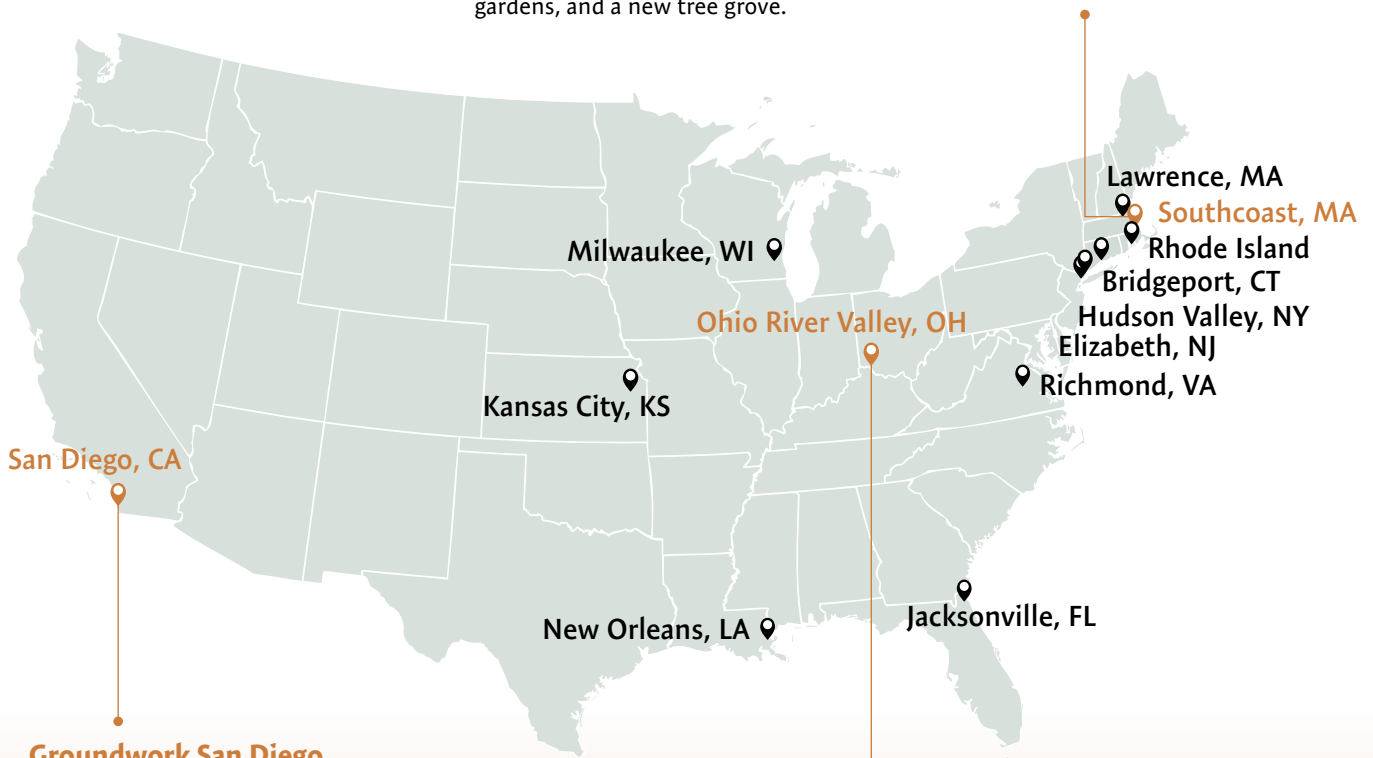 gardens, and a new tree grove.
Lawrence, MA
Southcoast, MA
Milwaukee, WI
Rhode Island
Bridgeport, CT
Ohio River Valley, OH
Hudson Valley, NY
Elizabeth, NJ
Richmond, VA
Kansas City, KS
San Diego, CA
Jacksonville, FL
New Orleans, LA
Groundwork San Diego